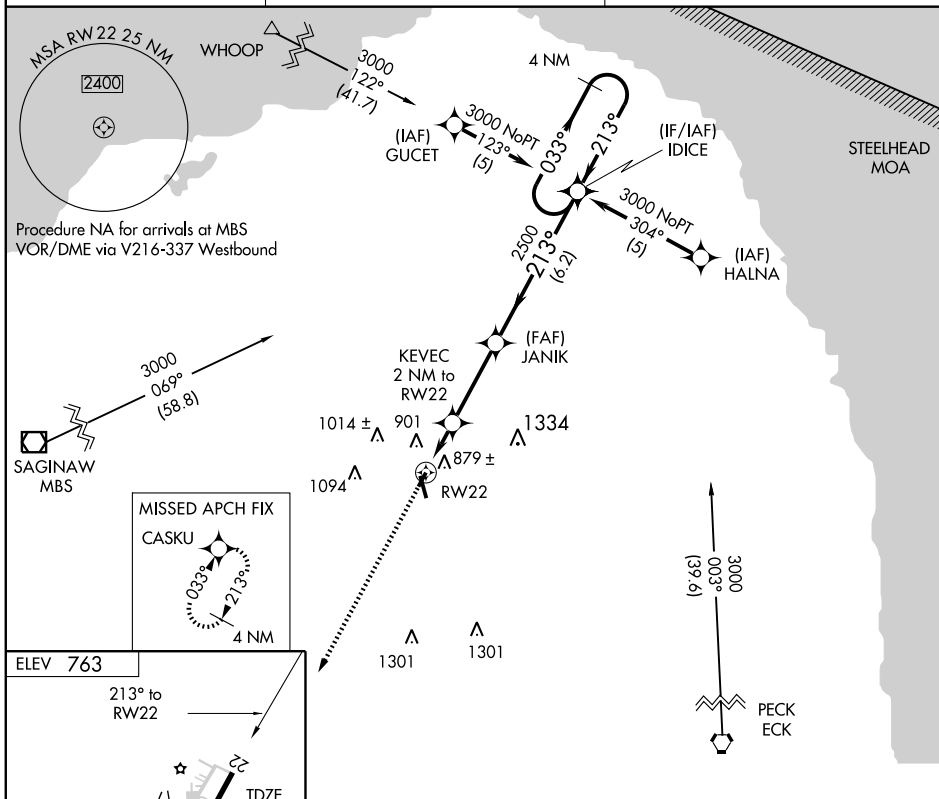 MSA RW22 25 NM
2400
WHOOP
3000
122°
(41.7)
4 NM
(IAF)
GUCET
3000 NoPT
123°
(5)
033°
213°
(IF/IAF)
IDICE
STEELHEAD
MOA
3000 NoPT
304°
(5)
(IAF)
HALNA
Procedure NA for arrivals at MBS
VOR/DME via V216-337 Westbound
2500
213°
(6.2)
(FAF)
JANIK
KEVEC
2 NM to
RW22
3000
069°
(58.8)
SAGINAW
MBS
1014 ±
901
1334
879 ±
1094
RW22
MISSED APCH FIX
CASKU
033°
213°
4 NM
3000
003°
(39.6)
1301
1301
PECK
ECK
ELEV 763
213° to
RW22
22
TDZE